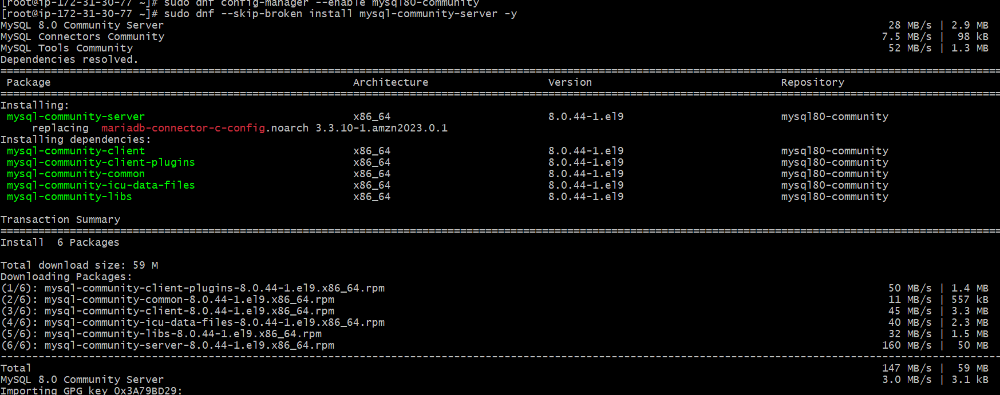 [root@ip-172-31-30-77 ~]# sudo dnf config-manager --enable mysql80-community
[root@ip-172-31-30-77 ~]# sudo dnf --skip-broken install mysql-community-server -y
MySQL 8.0 Community Server 28 MB/s | 2.9 MB
MySQL Connectors Community 7.5 MB/s | 98 kB
MySQL Tools Community 52 MB/s | 1.3 MB
Dependencies resolved.
Package Architecture Version Repository
Installing:
mysql-community-server x86_64 8.0.44-1.el9 mysql80-community
replacing mariadb-connector-c-config.noarch 3.3.10-1.amzn2023.0.1
Installing dependencies:
mysql-community-client x86_64 8.0.44-1.el9 mysql80-community
mysql-community-client-plugins x86_64 8.0.44-1.el9 mysql80-community
mysql-community-common x86_64 8.0.44-1.el9 mysql80-community
mysql-community-icu-data-files x86_64 8.0.44-1.el9 mysql80-community
mysql-community-libs x86_64 8.0.44-1.el9 mysql80-community
Transaction Summary
Install 6 Packages
Total download size: 59 M
Downloading Packages:
(1/6): mysql-community-client-plugins-8.0.44-1.el9.x86_64.rpm 50 MB/s | 1.4 MB
(2/6): mysql-community-common-8.0.44-1.el9.x86_64.rpm 11 MB/s | 557 kB
(3/6): mysql-community-client-8.0.44-1.el9.x86_64.rpm 45 MB/s | 3.3 MB
(4/6): mysql-community-icu-data-files-8.0.44-1.el9.x86_64.rpm 40 MB/s | 2.3 MB
(5/6): mysql-community-libs-8.0.44-1.el9.x86_64.rpm 32 MB/s | 1.5 MB
(6/6): mysql-community-server-8.0.44-1.el9.x86_64.rpm 160 MB/s | 50 MB
Total 147 MB/s | 59 MB
MySQL 8.0 Community Server 3.0 MB/s | 3.1 kB
Importing GPG key 0x3A79BD29: